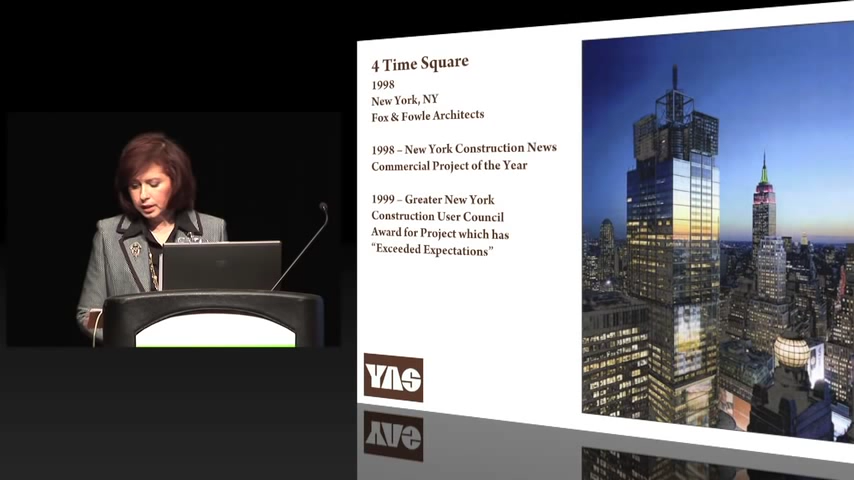 4 Time Square
1998
New York, NY
Fox & Fowle Architects
1998 – New York Construction News
Commercial Project of the Year
1999 – Greater New York
Construction User Council
Award for Project which has
“Exceeded Expectations”
YAS